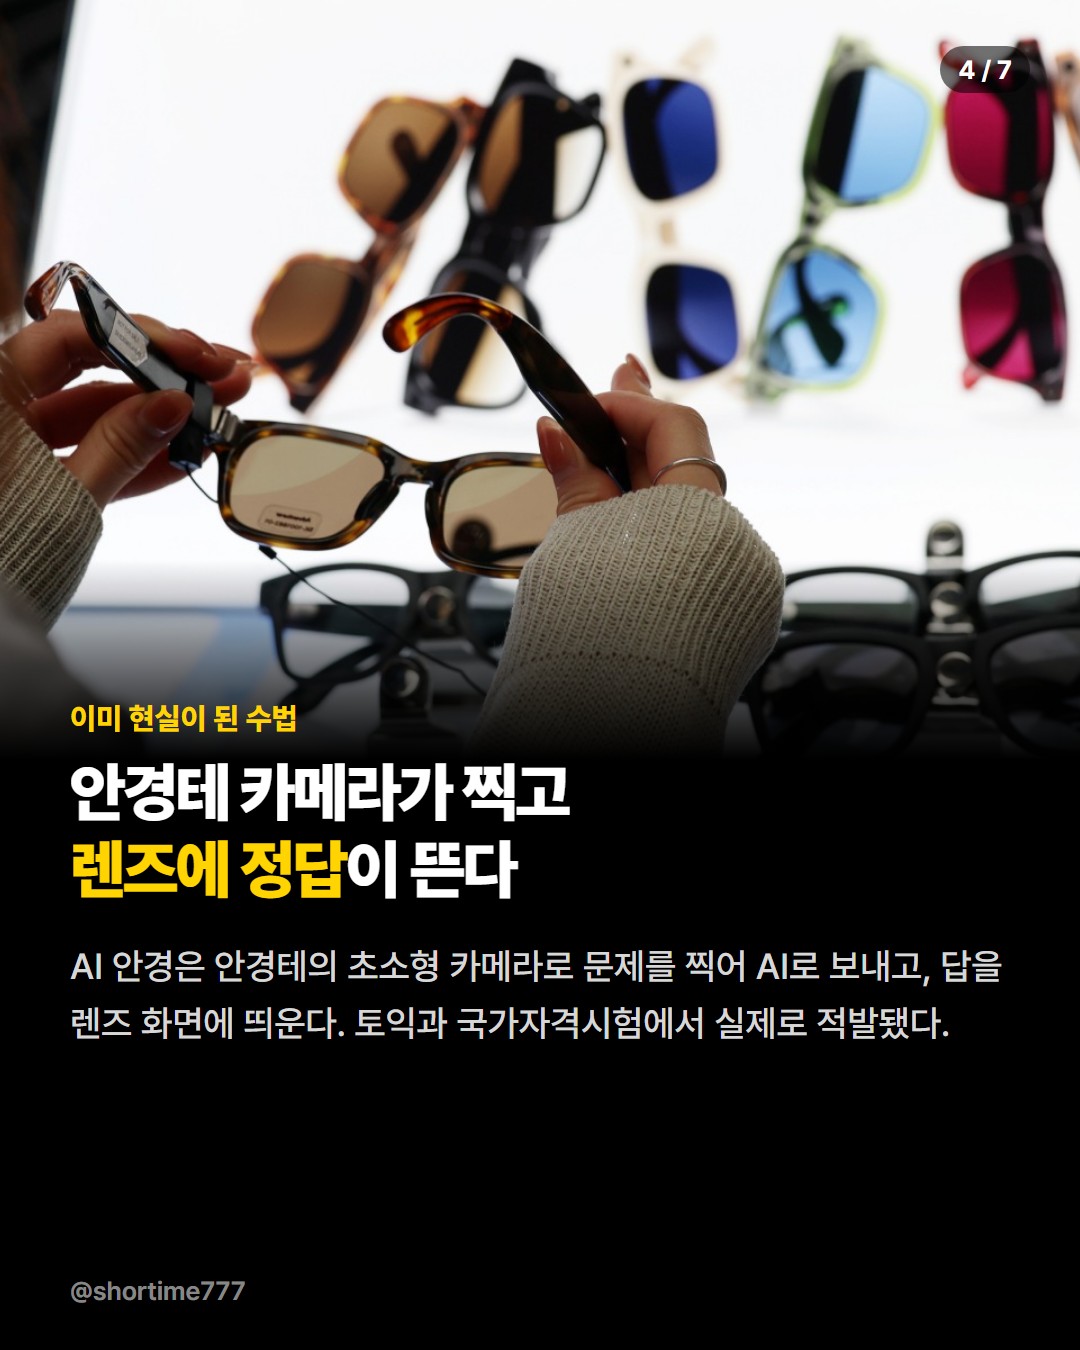 4 / 7
이미 현실이 된 수법
안경테 카메라가 찍고
렌즈에 정답이 뜬다
AI 안경은 안경테의 초소형 카메라로 문제를 찍어 AI로 보내고, 답을
렌즈 화면에 띄운다. 토익과 국가자격시험에서 실제로 적발됐다.
@shortime777